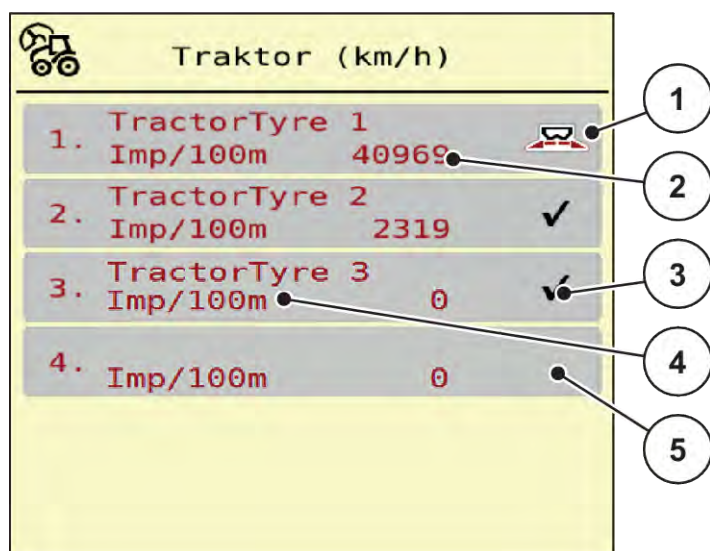 Traktor (km/h)
1. TractorTyre 1
Imp/100m 40969
2. TractorTyre 2
Imp/100m 2319
3. TractorTyre 3
Imp/100m 0
4.
Imp/100m 0
1
2
3
4
5